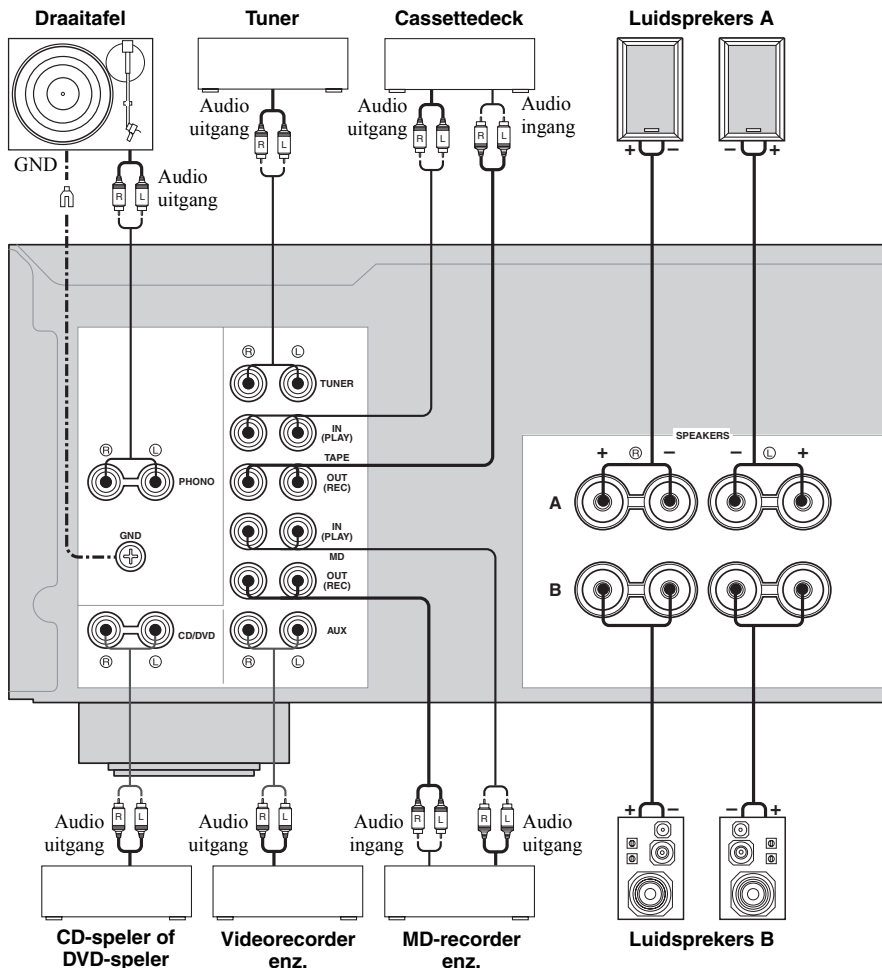 Draaitafel
Tuner
Cassettedeck
Luidsprekers A
Audio
uitgang
R L
Audio
uitgang
R L
Audio
ingang
R L
+ − − +
GND
Audio
uitgang
R L
R L
TUNER
IN
(PLAY)
TAPE
OUT
(REC)
IN
(PLAY)
MD
OUT
(REC)
R L
PHONO
GND
CD/DVD
R L
AUX
R L
SPEAKERS
+ R − − L +
A
B
Audio
uitgang
R L
Audio
uitgang
R L
Audio
ingang
R L
Audio
uitgang
R L
+ − − +
CD-speler of
DVD-speler
Videorecorder
enz.
MD-recorder
enz.
Luidsprekers B